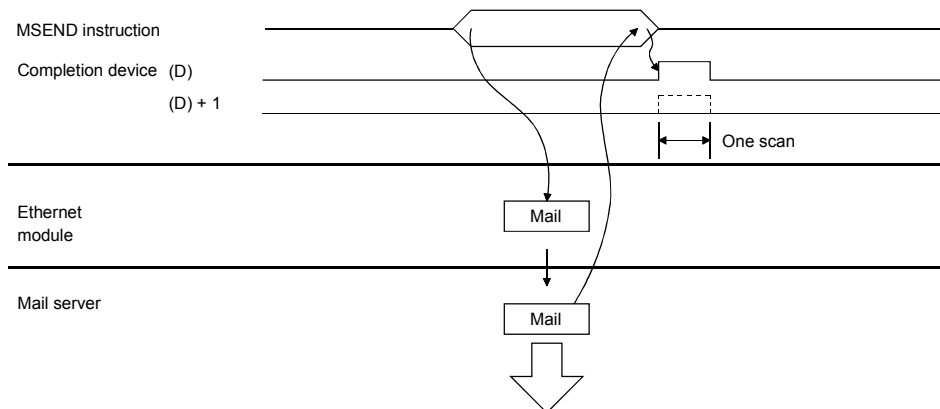 MSEND instruction
Completion device (D)
(D) + 1
One scan
Ethernet
module
Mail
Mail server
Mail